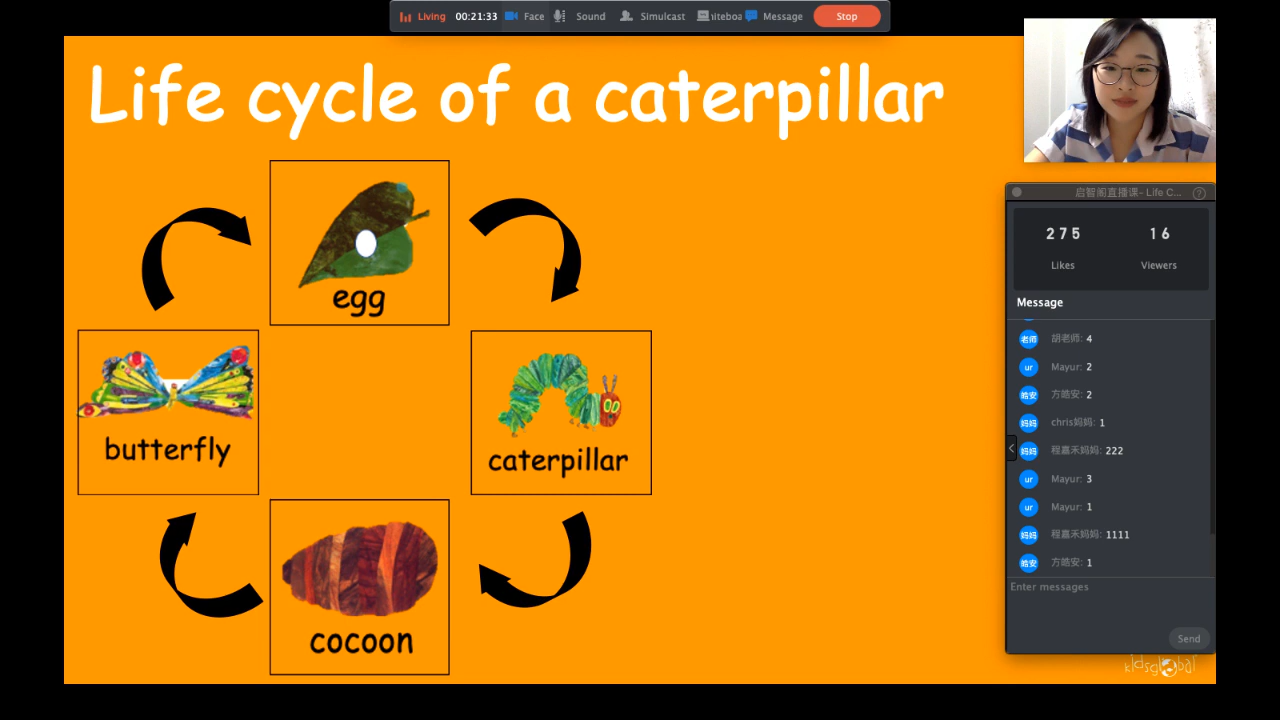 Living 00:21:33 Face Sound Simulcast iteboa Message Stop
Life cycle of a caterpillar
egg
butterfly
caterpillar
cocoon
启智阁直播课- Life C... ?
275 16
Likes Viewers
Message
老师 胡老师: 4
ur Mayur: 2
皓安 方皓安: 2
妈妈 chris妈妈: 1
妈妈 程嘉禾妈妈: 222
ur Mayur: 3
ur Mayur: 1
妈妈 程嘉禾妈妈: 1111
皓安 方皓安: 1
Enter messages
Send
kidsglobal